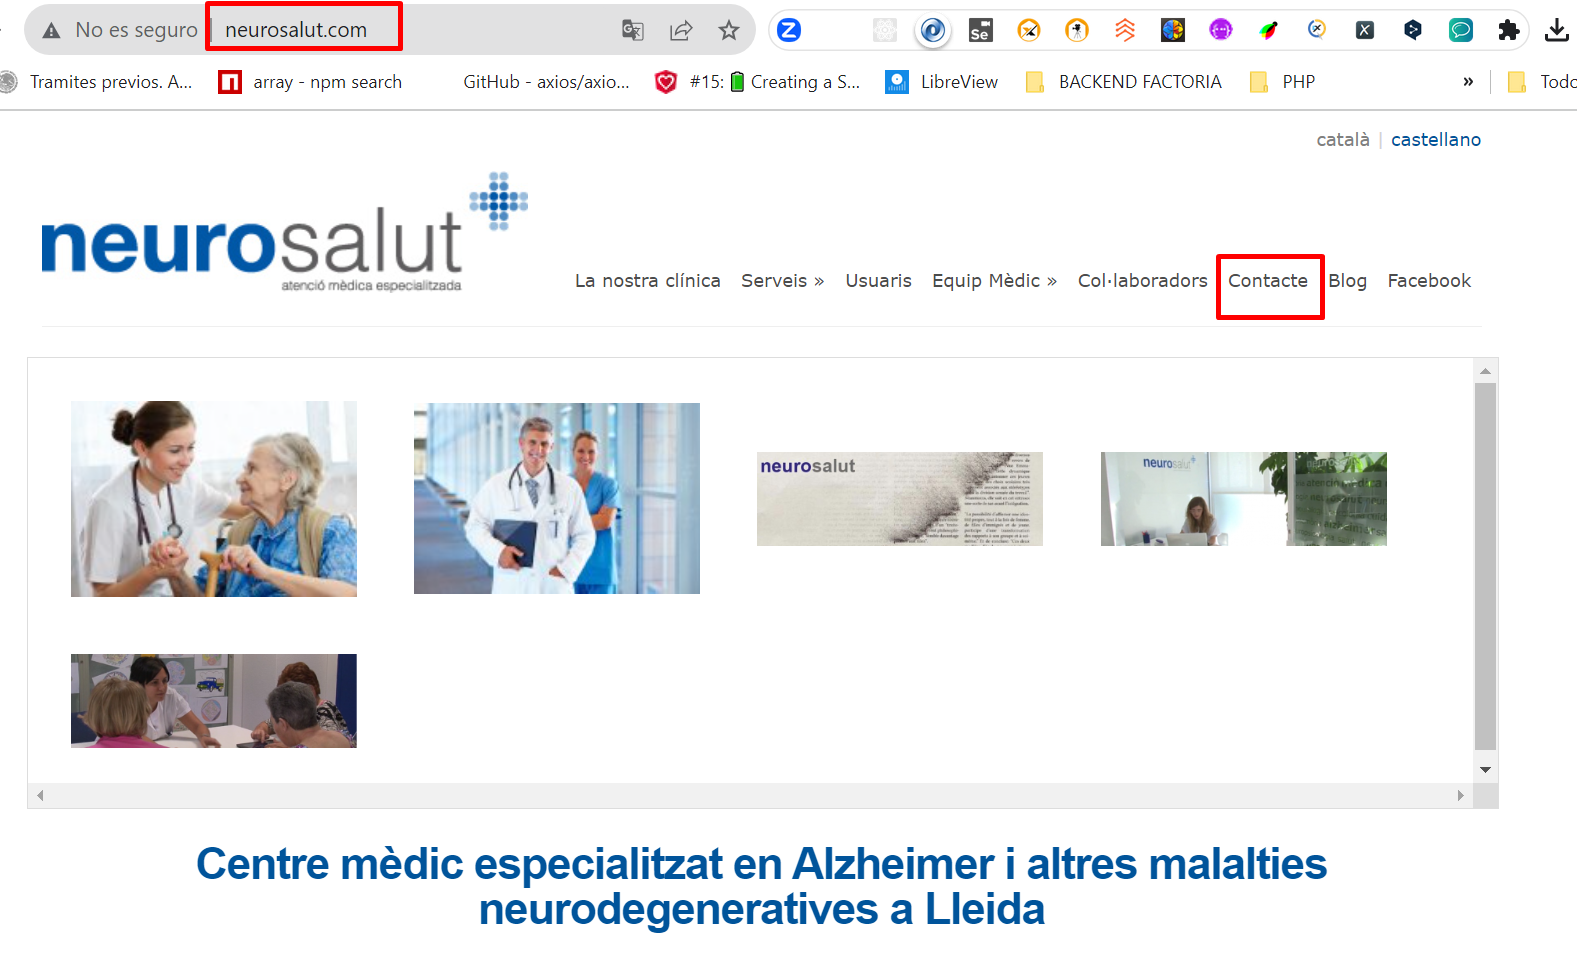 No es seguro | neurosalut.com
Tramites previos. A...
array - npm search
GitHub - axios/axio...
#15: Creating a S...
LibreView
BACKEND FACTORIA
PHP
»
Todo
català | castellano
neurosalut
atenció mèdica especialitzada
La nostra clínica
Serveis »
Usuaris
Equip Mèdic »
Col·laboradors
Contacte
Blog
Facebook
neurosalut
neurosalut
Centre mèdic especialitzat en Alzheimer i altres malalties
neurodegeneratives a Lleida